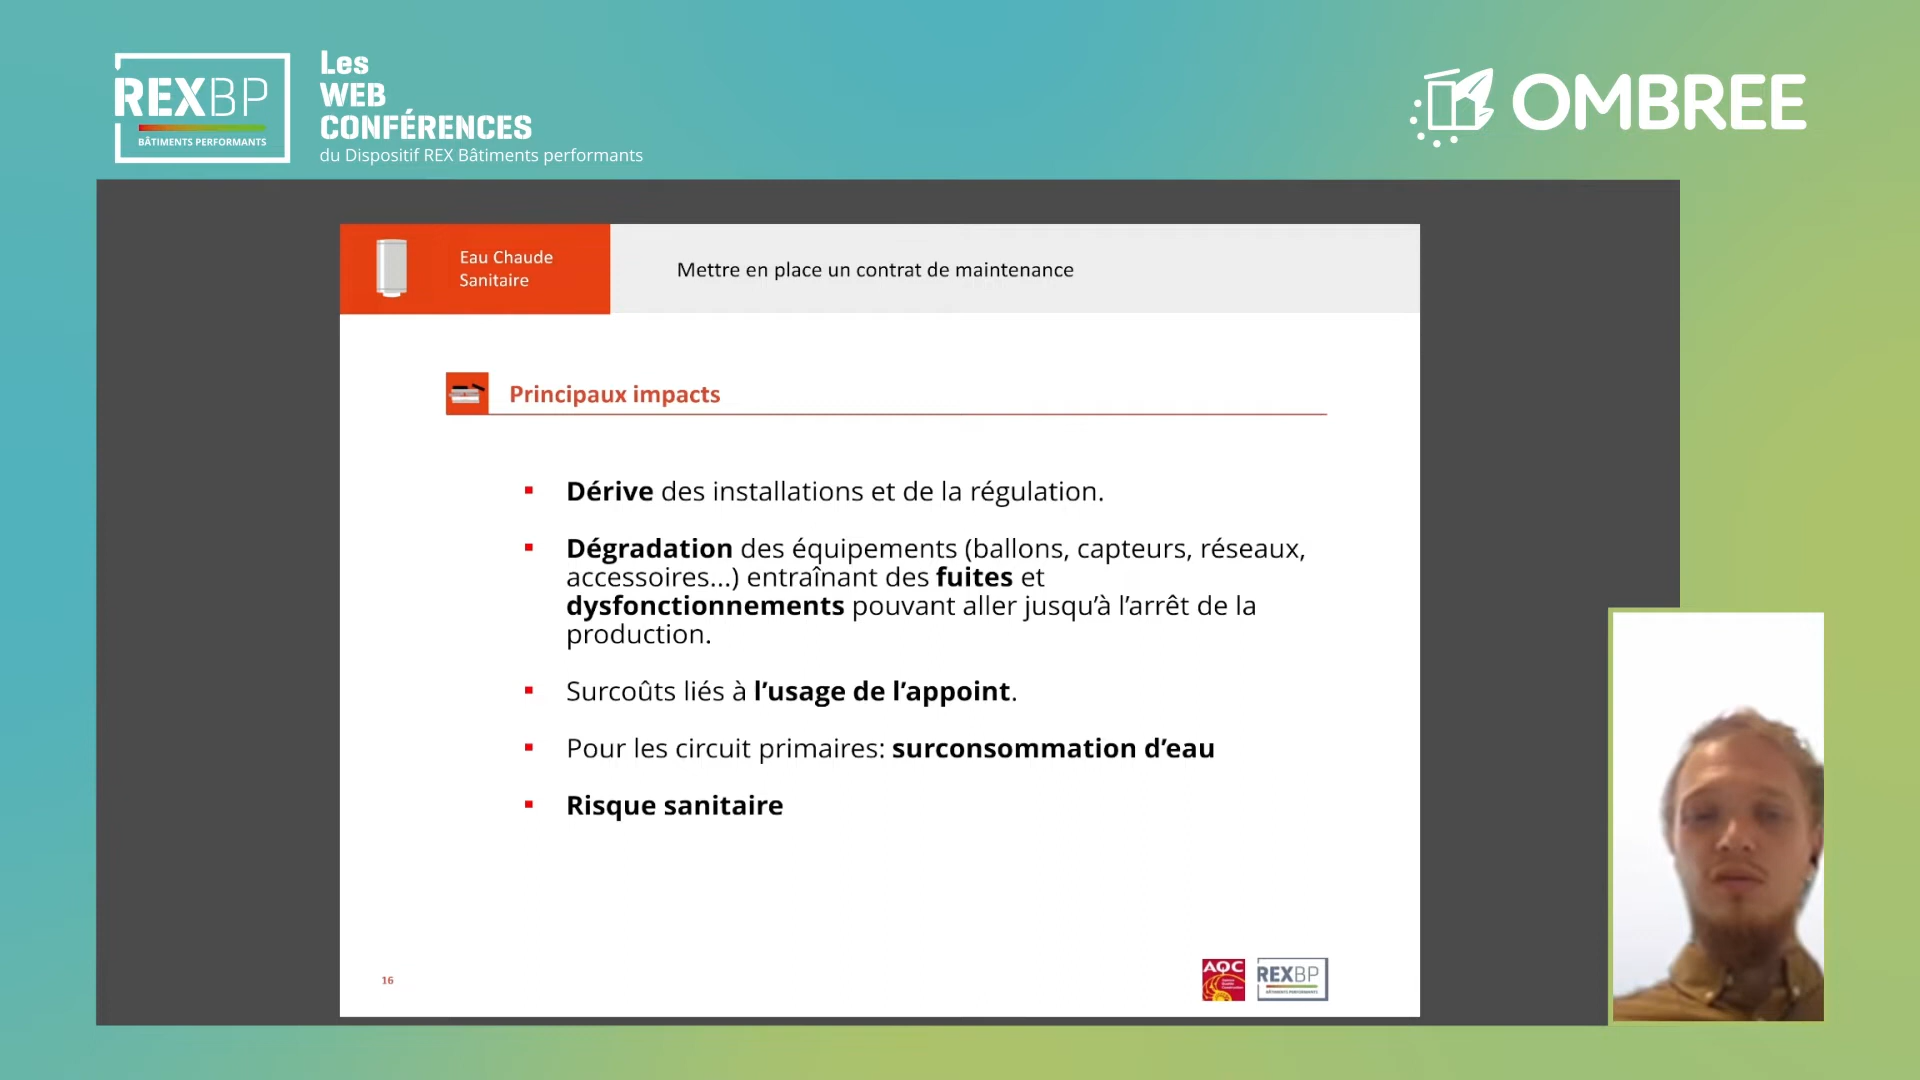 REXBP
BÂTIMENTS PERFORMANTS
Les
WEB
CONFÉRENCES
du Dispositif REX Bâtiments performants
OMBREE
Eau Chaude
Sanitaire
Mettre en place un contrat de maintenance
Principaux impacts
▪ Dérive des installations et de la régulation.
▪ Dégradation des équipements (ballons, capteurs, réseaux,
accessoires...) entraînant des fuites et
dysfonctionnements pouvant aller jusqu’à l’arrêt de la
production.
▪ Surcoûts liés à l’usage de l’appoint.
▪ Pour les circuit primaires: surconsommation d’eau
▪ Risque sanitaire
16
AQC
REXBP
BÂTIMENTS PERFORMANTS